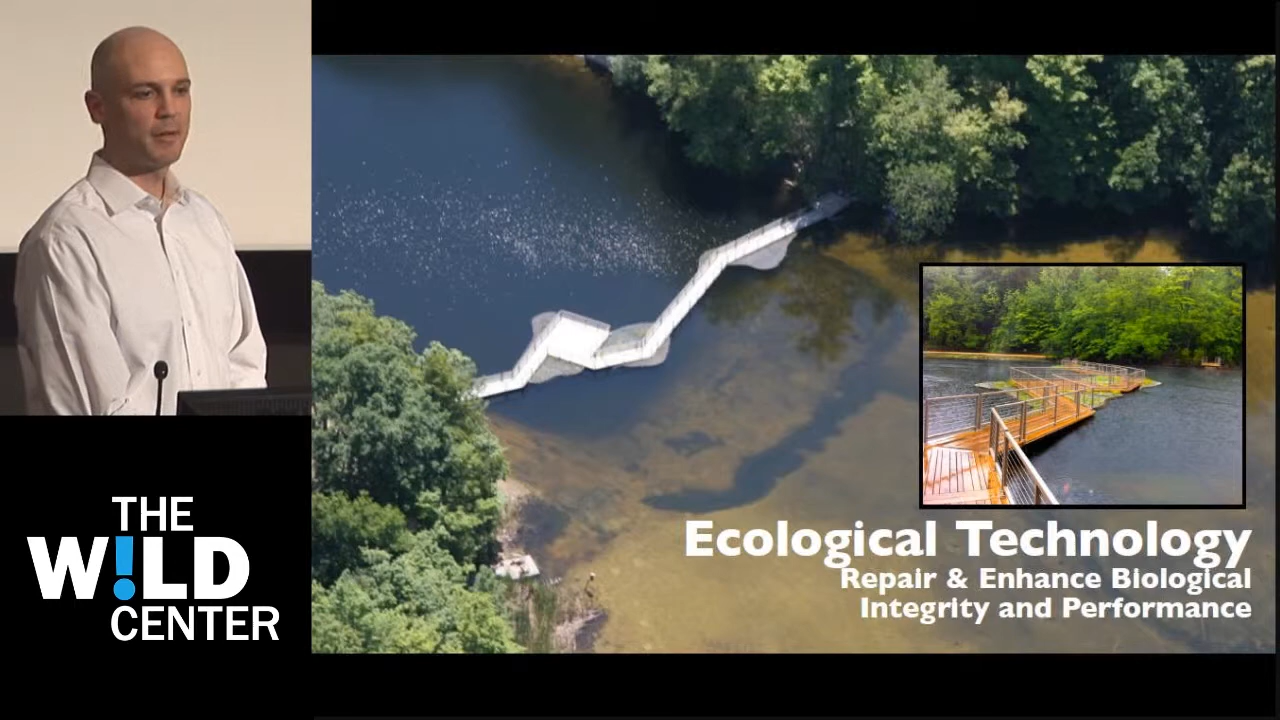 THE
W!LD
CENTER
Ecological Technology
Repair & Enhance Biological
Integrity and Performance